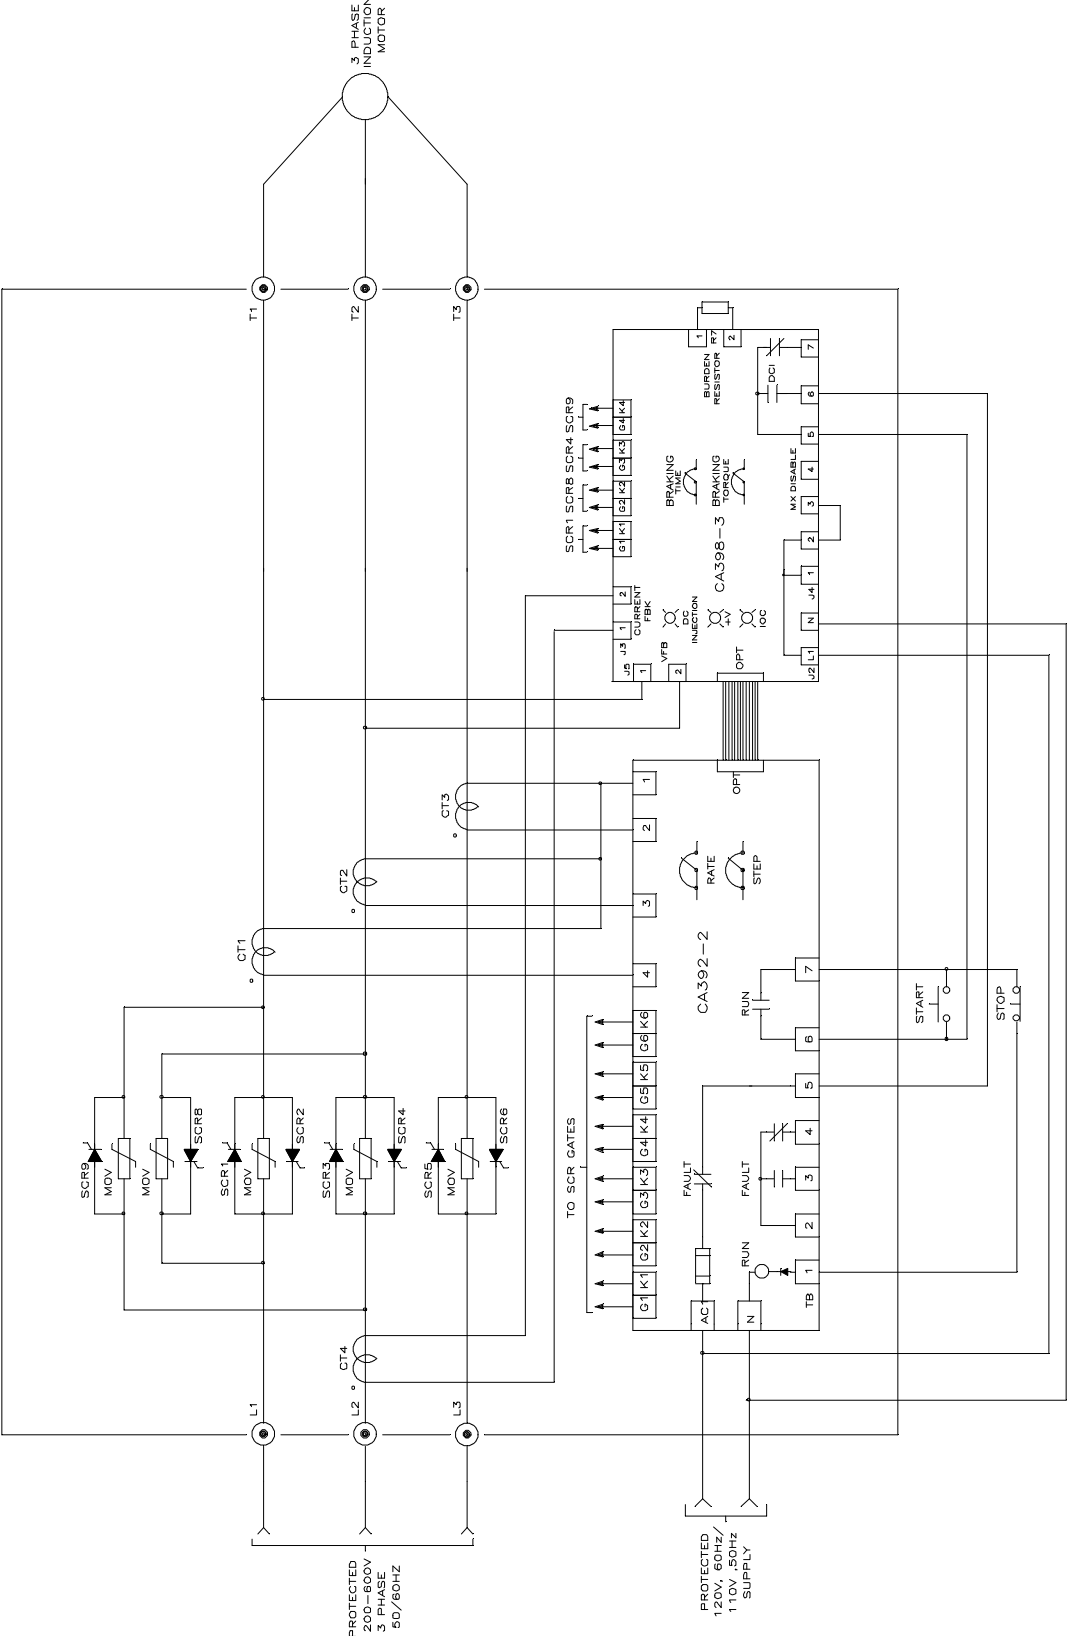 3 PHASE
INDUCTION
MOTOR
T1
T2
T3
SCR1 SCR8 SCR4 SCR9
G1 K1 G2 K2 G3 K3 G4 K4
1
R7
2
BURDEN
RESISTOR
DCI
7
6
5
4
3
2
1
J4
N
L1
J2
MX DISABLE
BRAKING
TIME
BRAKING
TORQUE
CA398-3
2
1
CURRENT
FBK
J3
DC
INJECTION
+V
IOC
J5
1
VFB
2
OPT
OPT
CT3
CT2
CT1
1
2
3
4
RATE
STEP
CA392-2
TO SCR GATES
G1 K1 G2 K2 G3 K3 G4 K4 G5 K5 G6 K6
RUN
7
6
5
4
3
2
1
TB
FAULT
FAULT
RUN
AC1
N
START
STOP
SCR9
MOV
MOV
SCR8
SCR1
MOV
SCR2
SCR3
MOV
SCR4
SCR5
MOV
SCR6
CT4
L1
L2
L3
PROTECTED
200-600V
3 PHASE
50/60HZ
PROTECTED
120V, 60Hz/
110V ,50Hz
SUPPLY